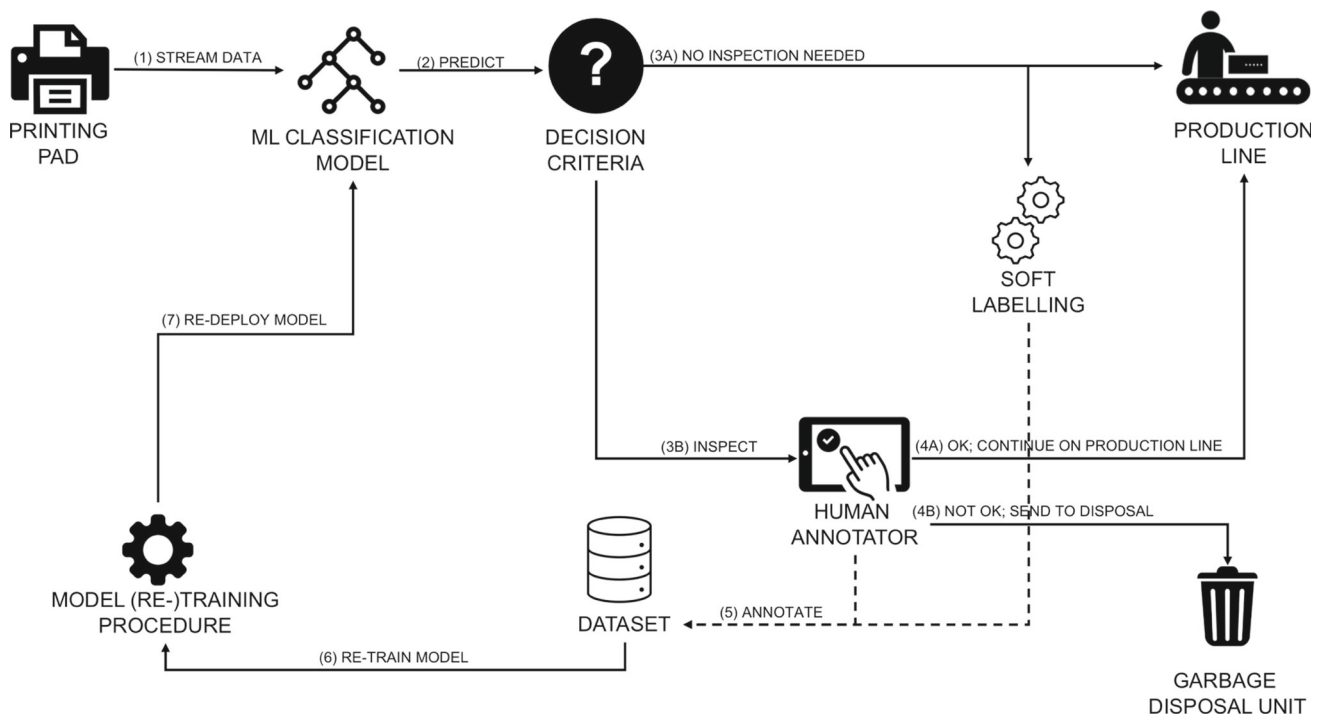 (1) STREAM DATA
(2) PREDICT
(3A) NO INSPECTION NEEDED
PRINTING
PAD
ML CLASSIFICATION
MODEL
?
DECISION
CRITERIA
PRODUCTION
LINE
SOFT
LABELLING
(7) RE-DEPLOY MODEL
(3B) INSPECT
(4A) OK; CONTINUE ON PRODUCTION LINE
HUMAN
ANNOTATOR
(4B) NOT OK; SEND TO DISPOSAL
MODEL (RE-)TRAINING
PROCEDURE
DATASET
(5) ANNOTATE
(6) RE-TRAIN MODEL
GARBAGE
DISPOSAL UNIT